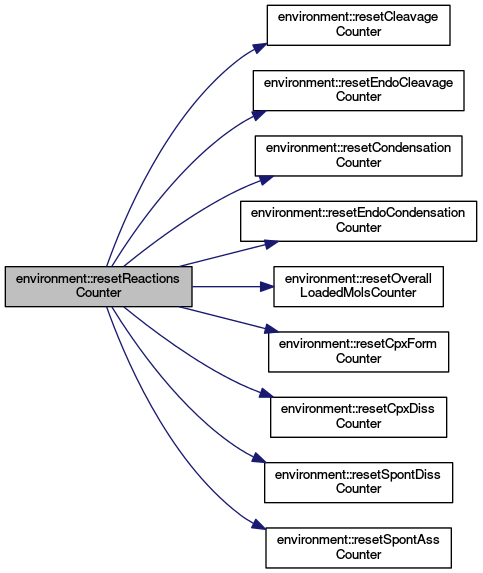 environment::resetCleavage
Counter
environment::resetEndoCleavage
Counter
environment::resetCondensation
Counter
environment::resetEndoCondensation
Counter
environment::resetReactions
Counter
environment::resetOverall
LoadedMolsCounter
environment::resetCpxForm
Counter
environment::resetCpxDiss
Counter
environment::resetSpontDiss
Counter
environment::resetSpontAss
Counter